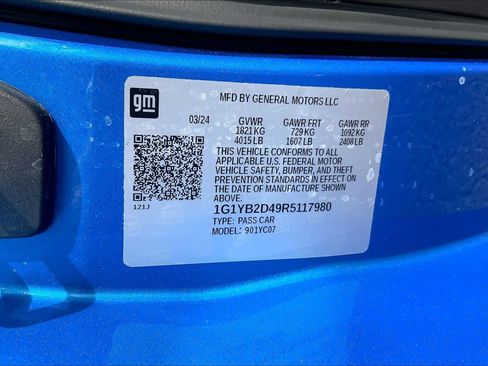 gm
MFD BY GENERAL MOTORS LLC
03/24 GVWR GAWR FRT GAWR RR
1821 KG 729 KG 1092 KG
4015 LB 1607 LB 2408 LB
THIS VEHICLE CONFORMS TO ALL
APPLICABLE U.S. FEDERAL MOTOR
VEHICLE SAFETY, BUMPER, AND THEFT
PREVENTION STANDARDS IN EFFECT ON
THE DATE OF MANUFACTURE SHOWN
ABOVE.
121J
1G1YB2D49R5117980
TYPE: PASS CAR
MODEL: 901YC07